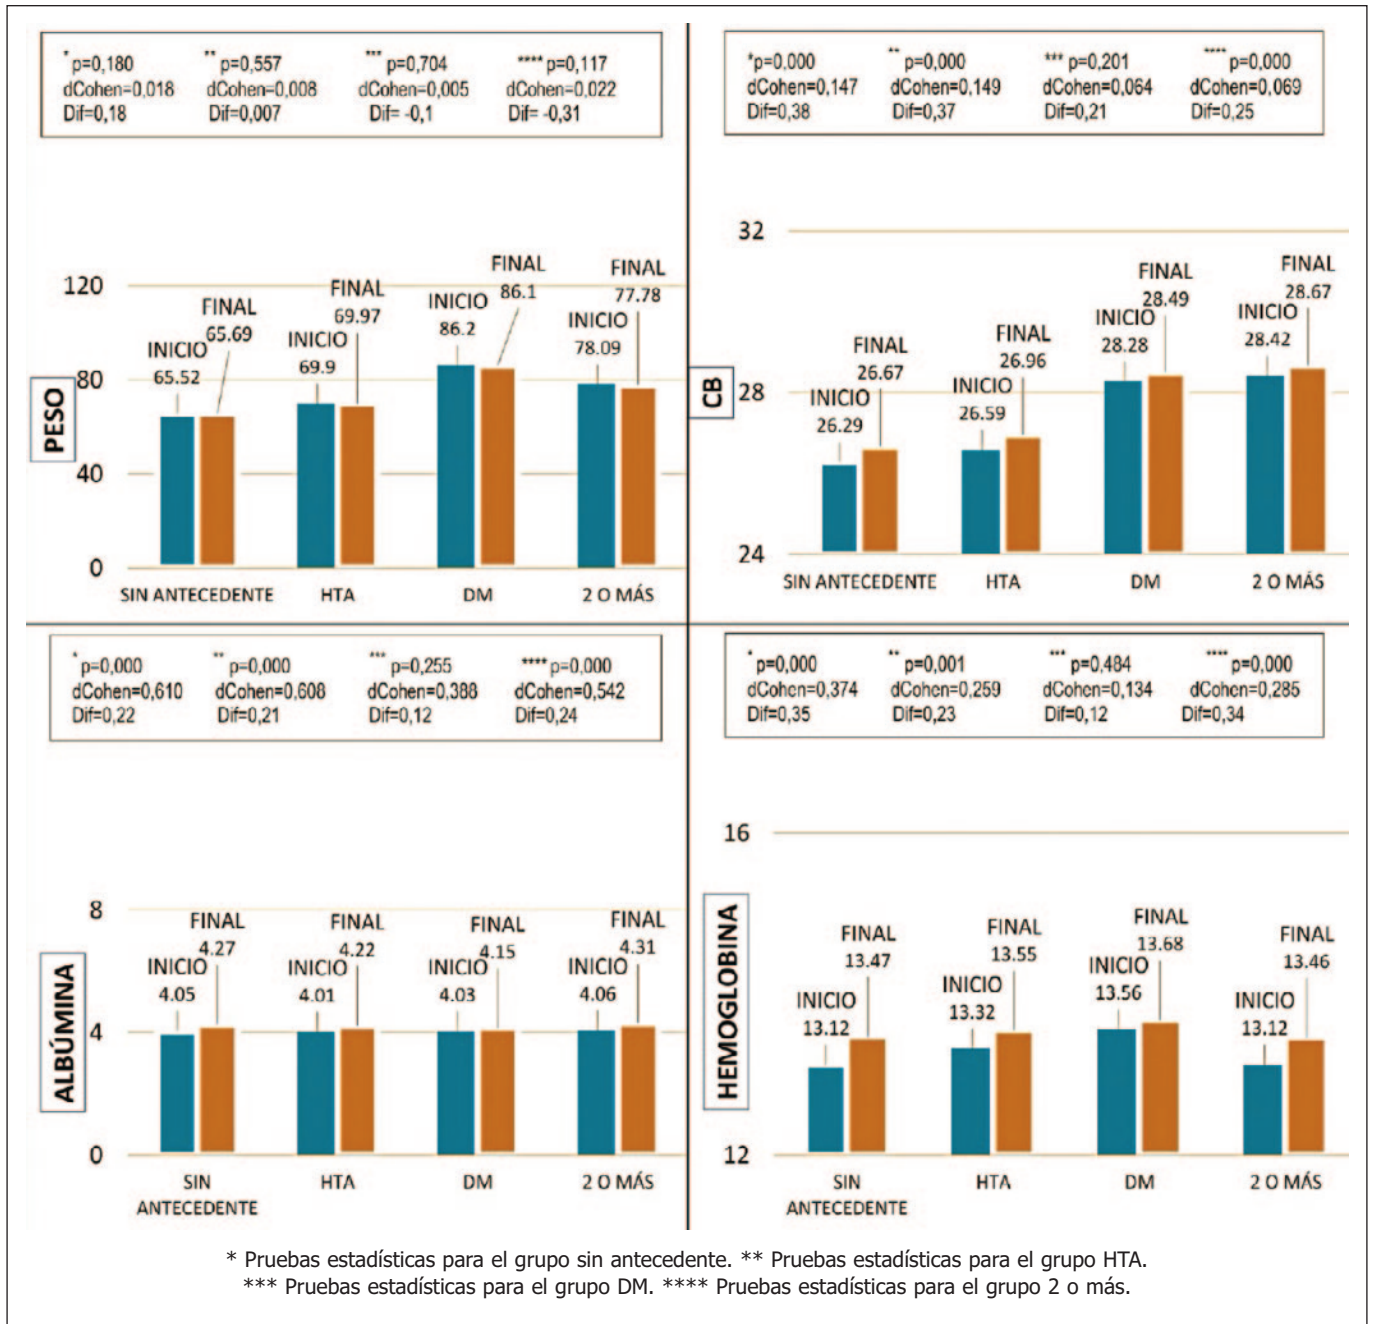 * p=0,180 ** p=0,557 *** p=0,704 **** p=0,117
dCohen=0,018 dCohen=0,008 dCohen=0,005 dCohen=0,022
Dif=0,18 Dif=0,007 Dif= -0,1 Dif= -0,31
PESO
120
80
40
0
INICIO
65.52
FINAL
65.69
INICIO
69.9
FINAL
69.97
INICIO
86.2
FINAL
86.1
INICIO
78.09
FINAL
77.78
SIN ANTECEDENTE HTA DM 2 O MÁS
*p=0,000 ** p=0,000 *** p=0,201 **** p=0,000
dCohen=0,147 dCohen=0,149 dCohen=0,064 dCohen=0,069
Dif=0,38 Dif=0,37 Dif=0,21 Dif=0,25
CB
32
28
24
INICIO
26.29
FINAL
26.67
INICIO
26.59
FINAL
26.96
INICIO
28.28
FINAL
28.49
INICIO
28.42
FINAL
28.67
SIN ANTECEDENTE HTA DM 2 O MÁS
* p=0,000 ** p=0,000 *** p=0,255 **** p=0,000
dCohen=0,610 dCohen=0,608 dCohen=0,388 dCohen=0,542
Dif=0,22 Dif=0,21 Dif=0,12 Dif=0,24
ALBÚMINA
8
4
0
INICIO
4.05
FINAL
4.27
INICIO
4.01
FINAL
4.22
INICIO
4.03
FINAL
4.15
INICIO
4.06
FINAL
4.31
SIN HTA DM 2 O MÁS
ANTECEDENTE
* p=0,000 ** p=0,001 *** p=0,484 **** p=0,000
dCohen=0,374 dCohen=0,259 dCohen=0,134 dCohen=0,285
Dif=0,35 Dif=0,23 Dif=0,12 Dif=0,34
HEMOGLOBINA
16
12
INICIO
13.12
FINAL
13.47
INICIO
13.32
FINAL
13.55
INICIO
13.56
FINAL
13.68
INICIO
13.12
FINAL
13.46
SIN HTA DM 2 O MÁS
ANTECEDENTE
* Pruebas estadísticas para el grupo sin antecedente. ** Pruebas estadísticas para el grupo HTA.
*** Pruebas estadísticas para el grupo DM. **** Pruebas estadísticas para el grupo 2 o más.